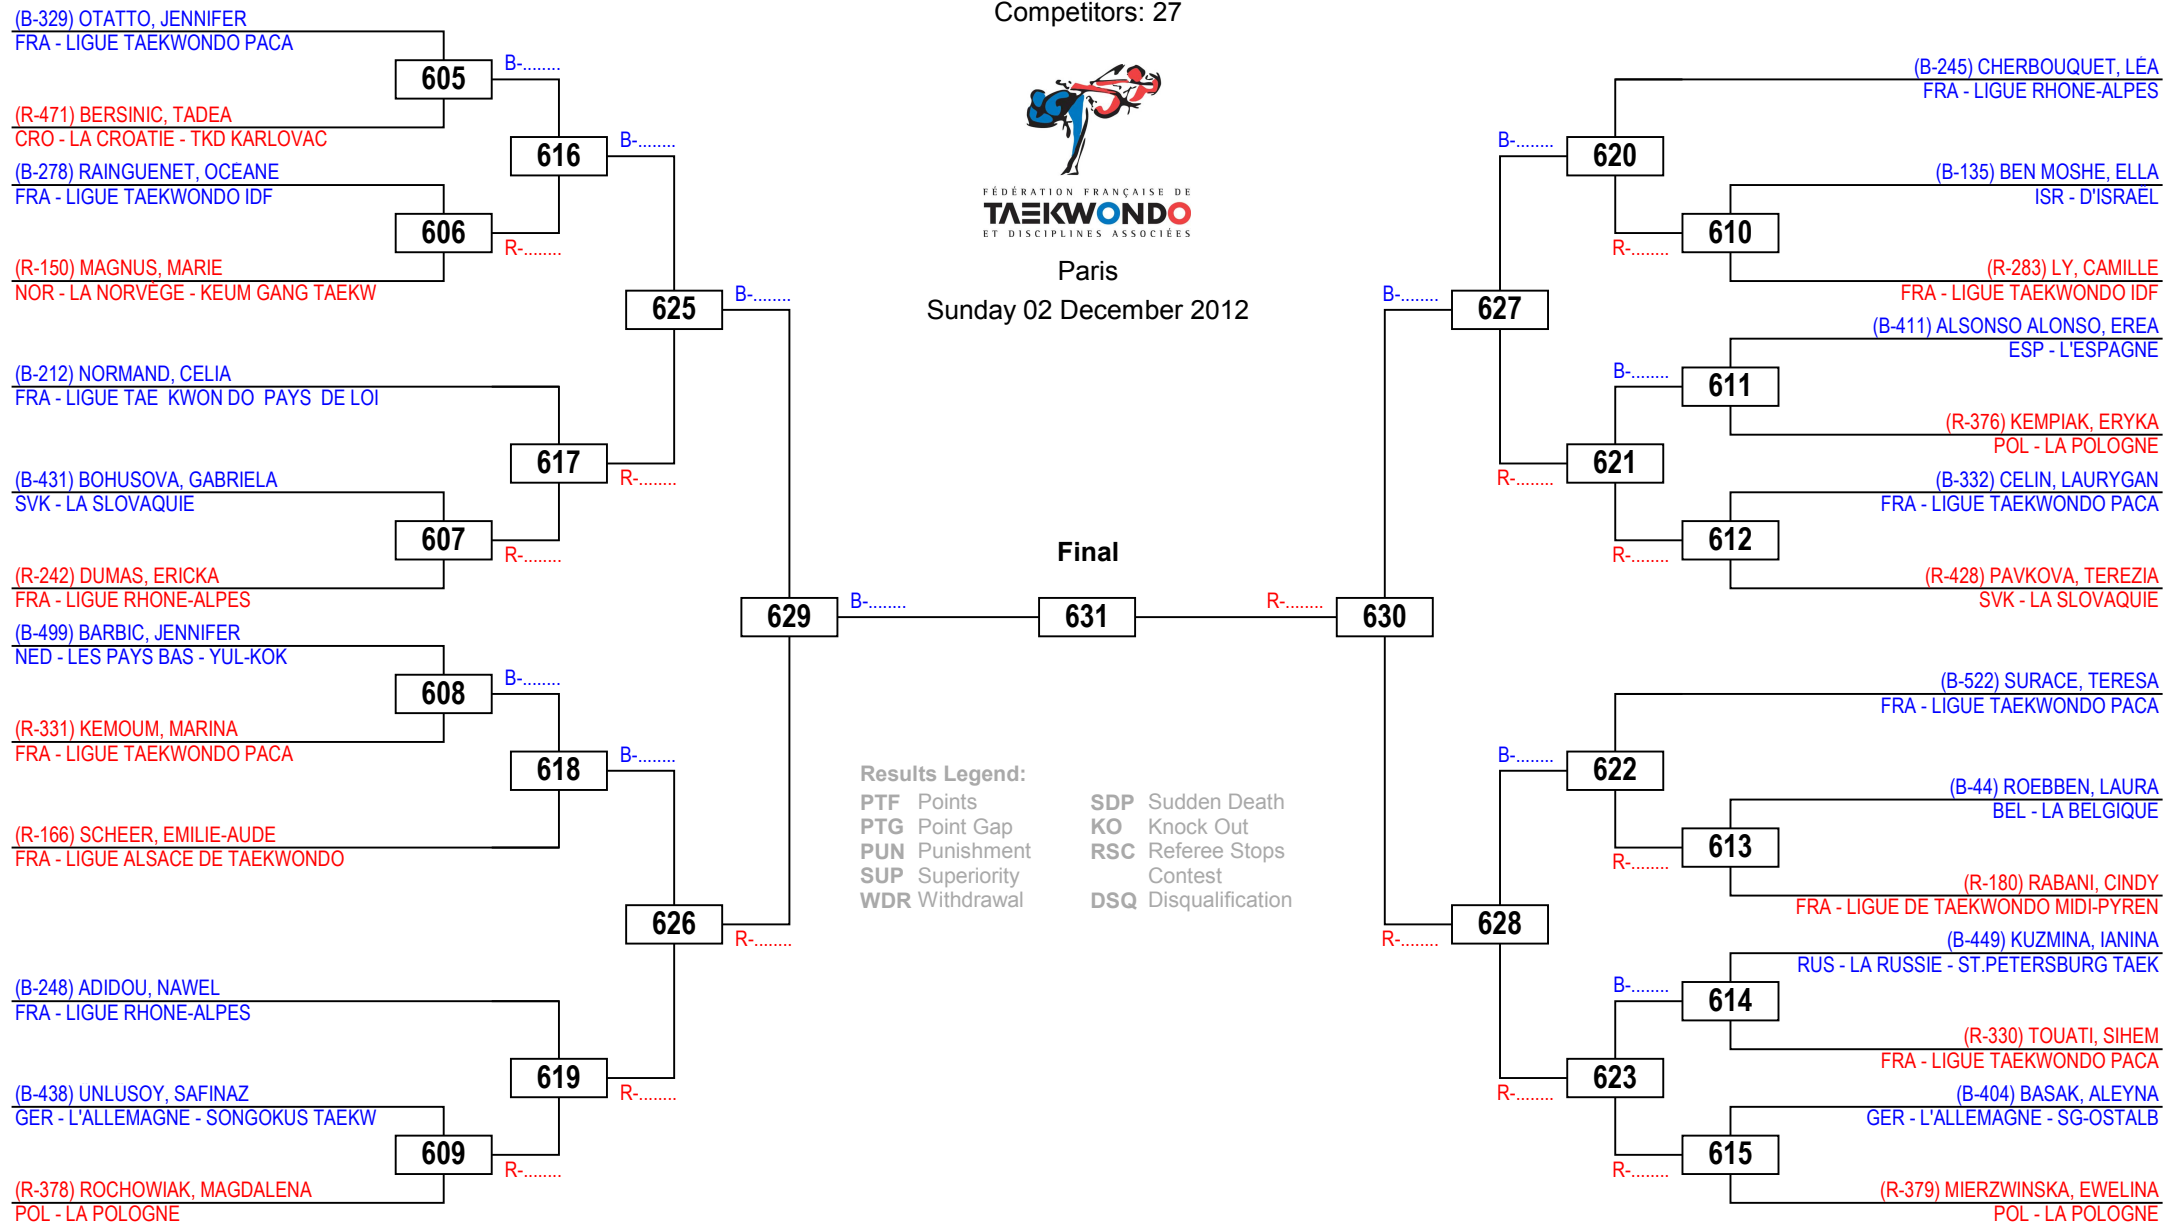 Competitors: 27
FÉDÉRATION FRANÇAISE DE
TAEKWONDO
ET DISCIPLINES ASSOCIÉES
Paris
Sunday 02 December 2012
(B-329) OTATTO, JENNIFER
FRA - LIGUE TAEKWONDO PACA
605
B-........
(R-471) BERSINIC, TADEA
CRO - LA CROATIE - TKD KARLOVAC
616
B-........
(B-278) RAINGUENET, OCÉANE
FRA - LIGUE TAEKWONDO IDF
606
R-........
(R-150) MAGNUS, MARIE
NOR - LA NORVÈGE - KEUM GANG TAEKW
625
B-........
(B-212) NORMAND, CELIA
FRA - LIGUE TAE KWON DO PAYS DE LOI
617
R-........
(B-431) BOHUSOVA, GABRIELA
SVK - LA SLOVAQUIE
607
R-........
(R-242) DUMAS, ERICKA
FRA - LIGUE RHONE-ALPES
629
B-........
(B-499) BARBIC, JENNIFER
NED - LES PAYS BAS - YUL-KOK
608
B-........
(R-331) KEMOUM, MARINA
FRA - LIGUE TAEKWONDO PACA
618
B-........
(R-166) SCHEER, EMILIE-AUDE
FRA - LIGUE ALSACE DE TAEKWONDO
626
R-........
(B-248) ADIDOU, NAWEL
FRA - LIGUE RHONE-ALPES
619
R-........
(B-438) UNLUSOY, SAFINAZ
GER - L'ALLEMAGNE - SONGOKUS TAEKW
609
R-........
(R-378) ROCHOWIAK, MAGDALENA
POL - LA POLOGNE
Final
631
Results Legend:
PTF Points
PTG Point Gap
PUN Punishment
SUP Superiority
WDR Withdrawal
SDP Sudden Death
KO Knock Out
RSC Referee Stops
Contest
DSQ Disqualification
(B-245) CHERBOUQUET, LÉA
FRA - LIGUE RHONE-ALPES
B-........
620
(B-135) BEN MOSHE, ELLA
ISR - D'ISRAËL
R-........
610
(R-283) LY, CAMILLE
FRA - LIGUE TAEKWONDO IDF
B-........
627
(B-411) ALSONSO ALONSO, EREA
ESP - L'ESPAGNE
B-........
611
(R-376) KEMPIAK, ERYKA
POL - LA POLOGNE
R-........
621
(B-332) CELIN, LAURYGAN
FRA - LIGUE TAEKWONDO PACA
R-........
612
(R-428) PAVKOVA, TEREZIA
SVK - LA SLOVAQUIE
R-........
630
(B-522) SURACE, TERESA
FRA - LIGUE TAEKWONDO PACA
B-........
622
(B-44) ROEBBEN, LAURA
BEL - LA BELGIQUE
R-........
613
(R-180) RABANI, CINDY
FRA - LIGUE DE TAEKWONDO MIDI-PYREN
R-........
628
(B-449) KUZMINA, IANINA
RUS - LA RUSSIE - ST.PETERSBURG TAEK
B-........
614
(R-330) TOUATI, SIHEM
FRA - LIGUE TAEKWONDO PACA
R-........
623
(B-404) BASAK, ALEYNA
GER - L'ALLEMAGNE - SG-OSTALB
R-........
615
(R-379) MIERZWINSKA, EWELINA
POL - LA POLOGNE